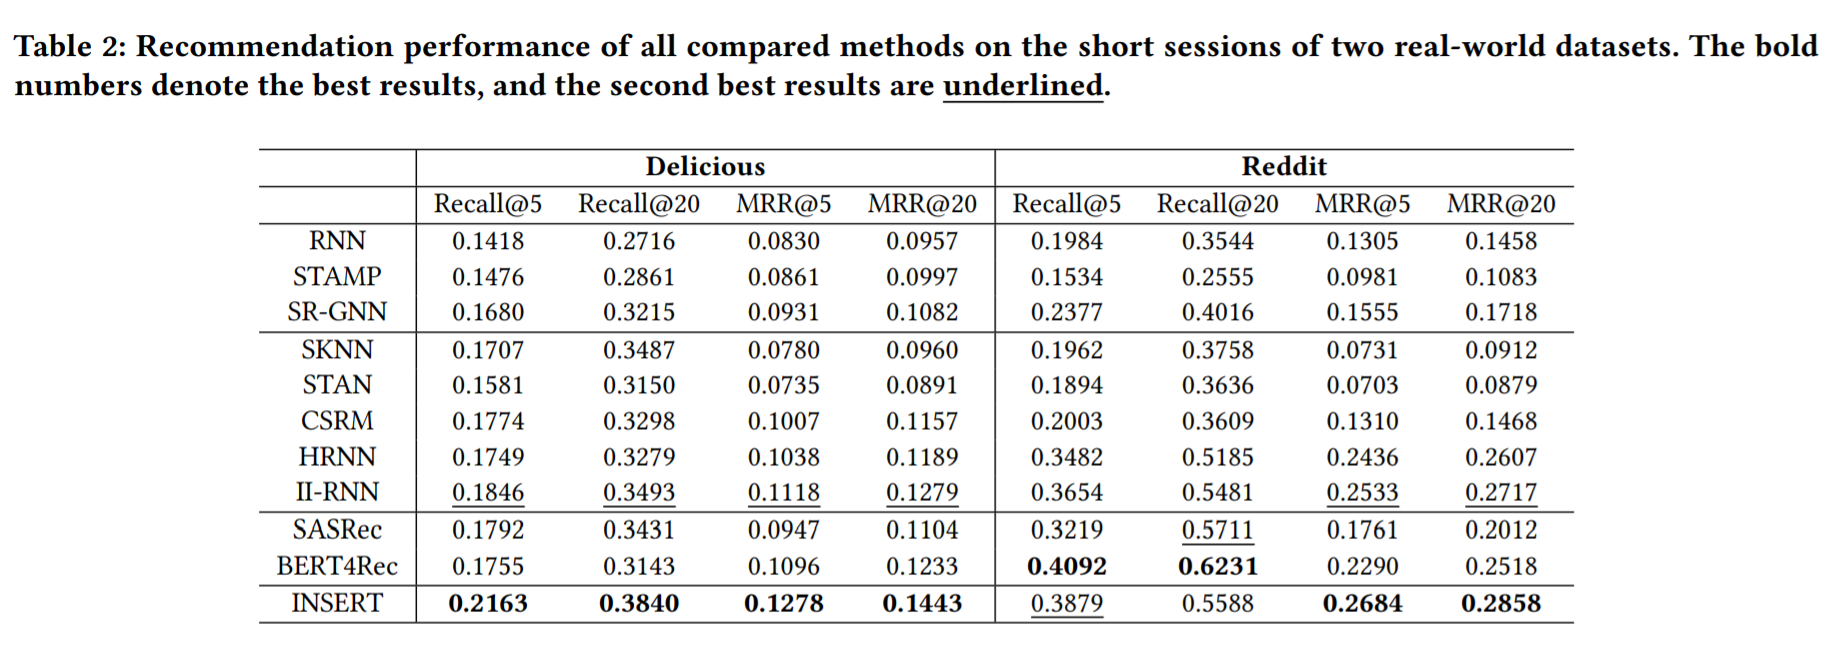 Table 2: Recommendation performance of all compared methods on the short sessions of two real-world datasets. The bold
numbers denote the best results, and the second best results are underlined.
Delicious Reddit
Recall@5 Recall@20 MRR@5 MRR@20 Recall@5 Recall@20 MRR@5 MRR@20
RNN 0.1418 0.2716 0.0830 0.0957 0.1984 0.3544 0.1305 0.1458
STAMP 0.1476 0.2861 0.0861 0.0997 0.1534 0.2555 0.0981 0.1083
SR-GNN 0.1680 0.3215 0.0931 0.1082 0.2377 0.4016 0.1555 0.1718
SKNN 0.1707 0.3487 0.0780 0.0960 0.1962 0.3758 0.0731 0.0912
STAN 0.1581 0.3150 0.0735 0.0891 0.1894 0.3636 0.0703 0.0879
CSRM 0.1774 0.3298 0.1007 0.1157 0.2003 0.3609 0.1310 0.1468
HRNN 0.1749 0.3279 0.1038 0.1189 0.3482 0.5185 0.2436 0.2607
II-RNN 0.1846 0.3493 0.1118 0.1279 0.3654 0.5481 0.2533 0.2717
SASRec 0.1792 0.3431 0.0947 0.1104 0.3219 0.5711 0.1761 0.2012
BERT4Rec 0.1755 0.3143 0.1096 0.1233 0.4092 0.6231 0.2290 0.2518
INSERT 0.2163 0.3840 0.1278 0.1443 0.3879 0.5588 0.2684 0.2858